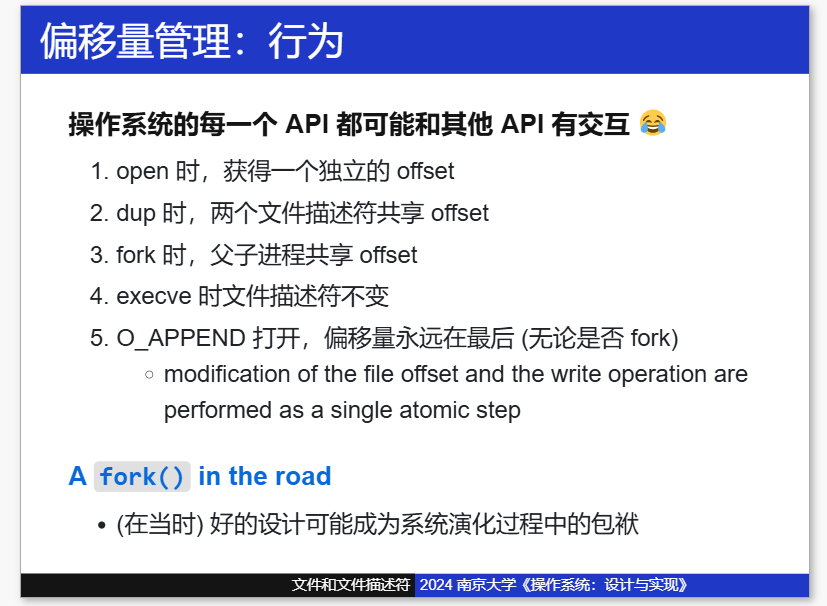 偏移量管理：行为
操作系统的每一个 API 都可能和其他 API 有交互 😂
1. open 时，获得一个独立的 offset
2. dup 时，两个文件描述符共享 offset
3. fork 时，父子进程共享 offset
4. execve 时文件描述符不变
5. O_APPEND 打开，偏移量永远在最后 (无论是否 fork)
◦ modification of the file offset and the write operation are
performed as a single atomic step
A fork() in the road
• (在当时) 好的设计可能成为系统演化过程中的包袱
文件和文件描述符 2024 南京大学《操作系统：设计与实现》